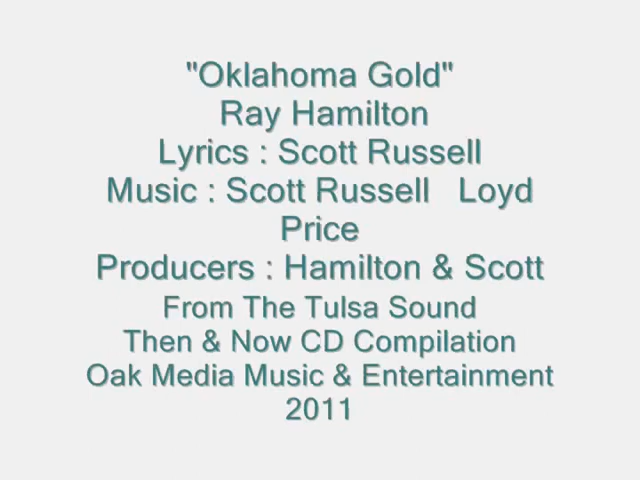 "Oklahoma Gold"
Ray Hamilton
Lyrics : Scott Russell
Music : Scott Russell   Loyd
Price
Producers : Hamilton & Scott
From The Tulsa Sound
Then & Now CD Compilation
Oak Media Music & Entertainment
2011